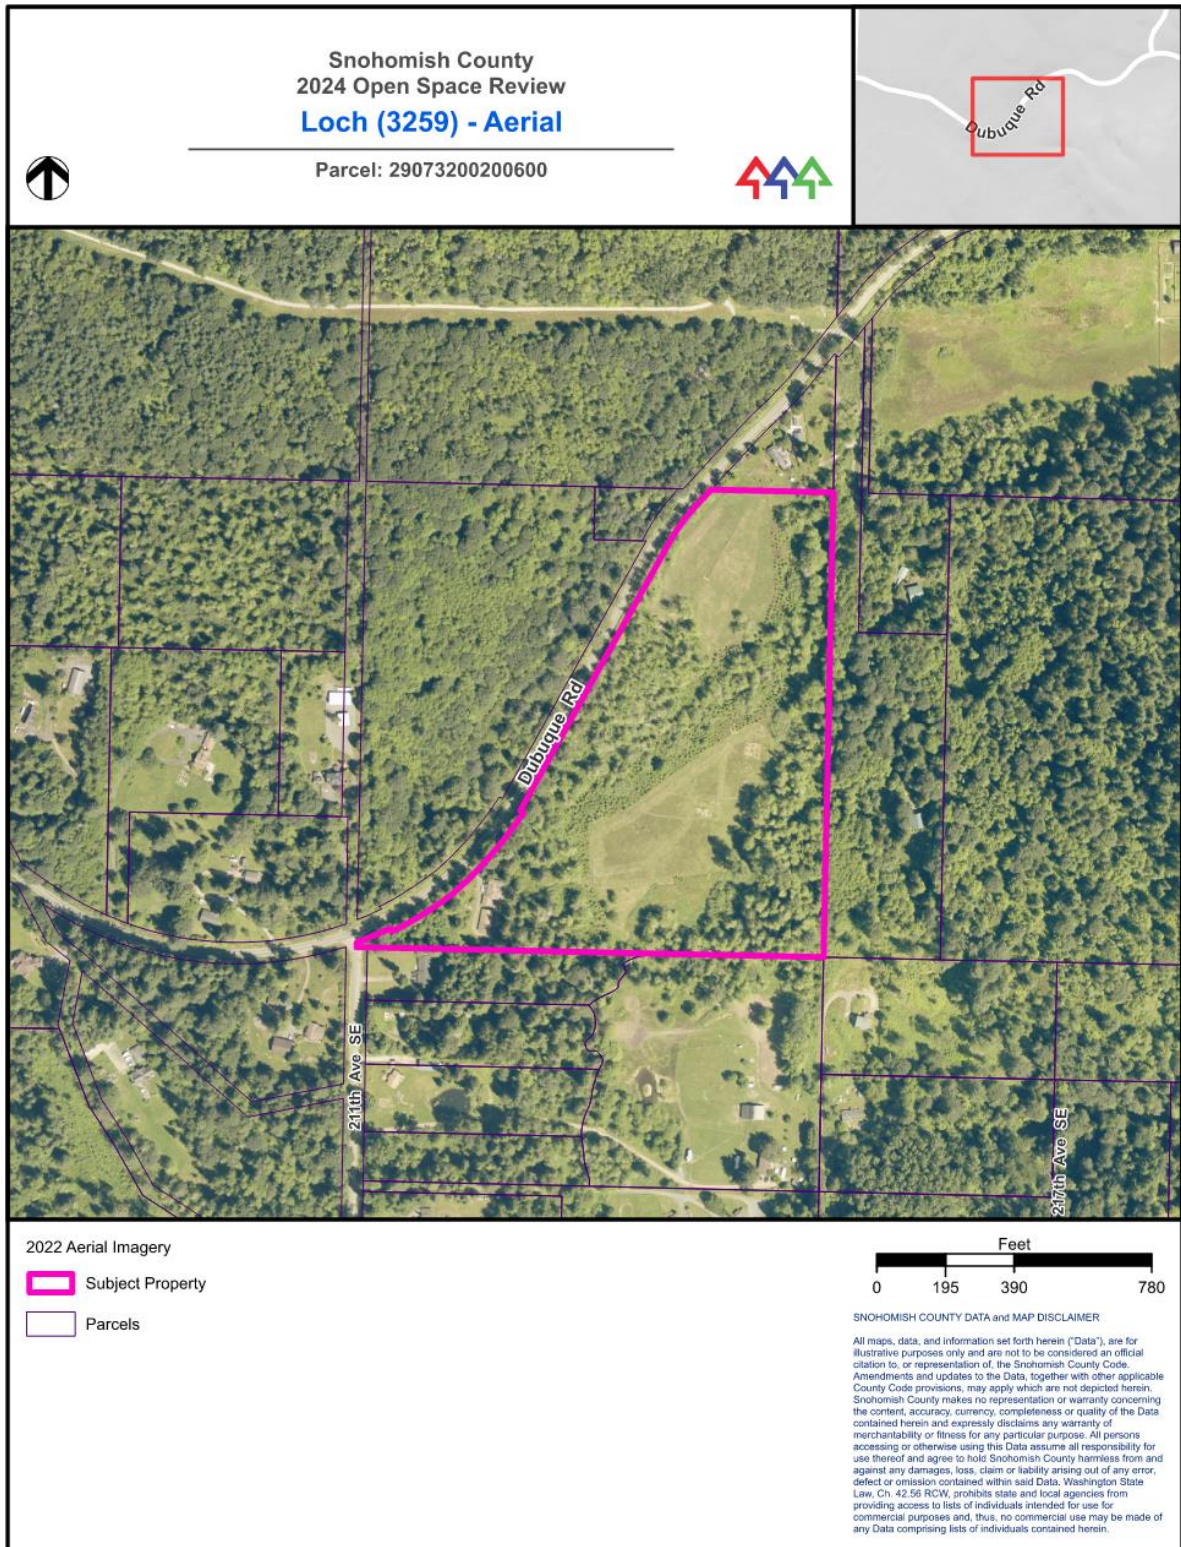 Snohomish County
2024 Open Space Review
Loch (3259) - Aerial
Parcel: 29073200200600
Dubuque Rd
Dubuque Rd
211th Ave SE
217th Ave SE
2022 Aerial Imagery
Subject Property
Parcels
Feet
0 195 390 780
SNOHOMISH COUNTY DATA and MAP DISCLAIMER
All maps, data, and information set forth herein ("Data"), are for
illustrative purposes only and are not to be considered an official
citation to, or representation of, the Snohomish County Code.
Amendments and updates to the Data, together with other applicable
County Code provisions, may apply which are not depicted herein.
Snohomish County makes no representation or warranty concerning
the content, accuracy, currency, completeness or quality of the Data
contained herein and expressly disclaims any warranty of
merchantability or fitness for any particular purpose. All persons
accessing or otherwise using this Data assume all responsibility for
use thereof and agree to hold Snohomish County harmless from and
against any damages, loss, claim or liability arising out of any error,
defect or omission contained within said Data. Washington State
Law, Ch. 42.56 RCW, prohibits state and local agencies from
providing access to lists of individuals intended for use for
commercial purposes and, thus, no commercial use may be made of
any Data comprising lists of individuals contained herein.